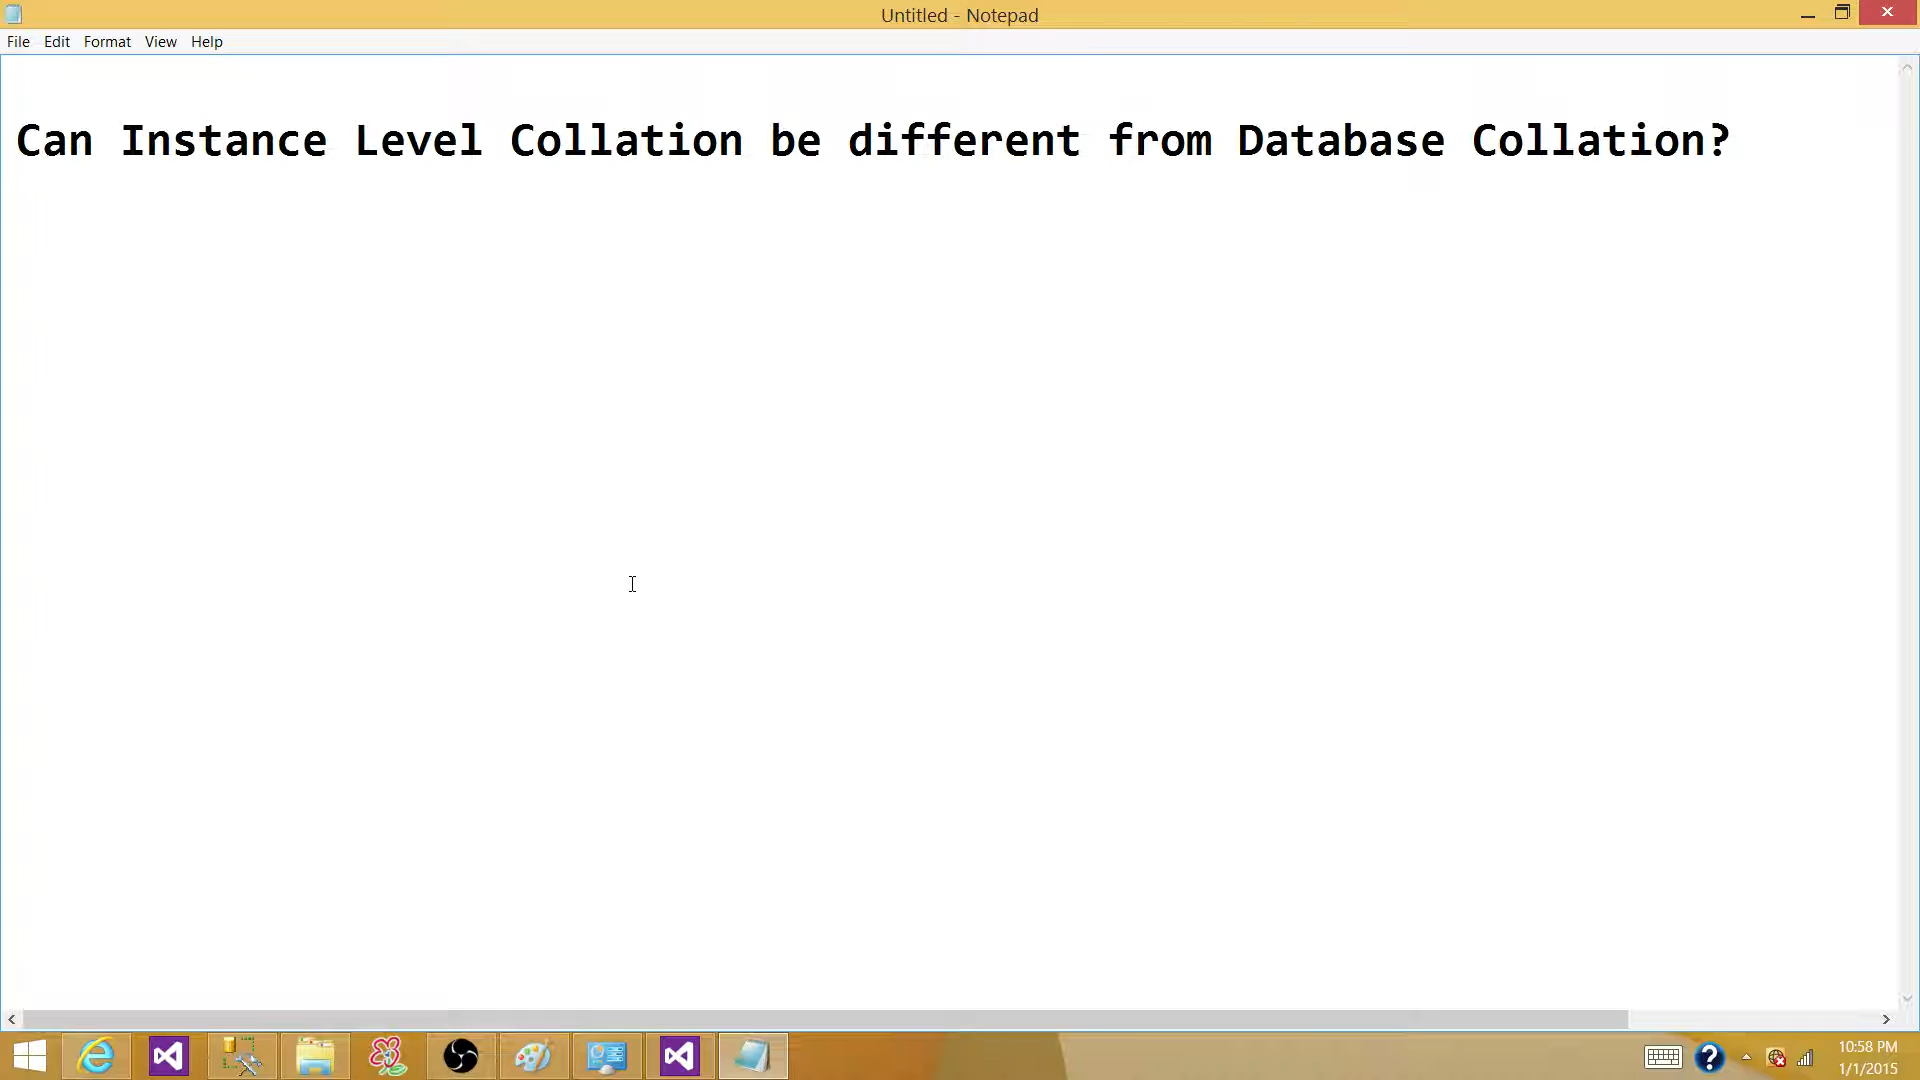 Untitled - Notepad
File Edit Format View Help
Can Instance Level Collation be different from Database Collation?
10:58 PM
1/1/2015